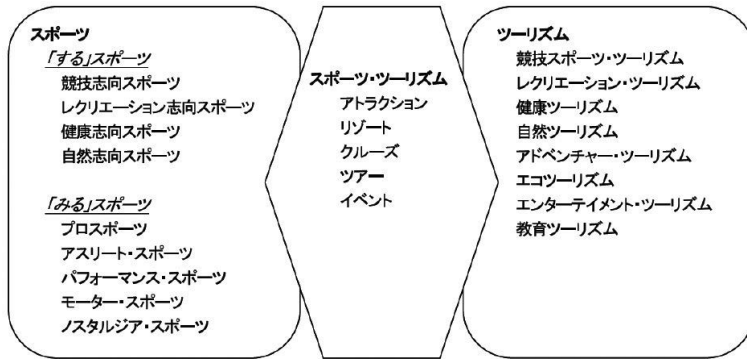 スポーツ
「する」スポーツ
競技志向スポーツ
レクリエーション志向スポーツ
健康志向スポーツ
自然志向スポーツ
「みる」スポーツ
プロスポーツ
アスリート・スポーツ
パフォーマンス・スポーツ
モーター・スポーツ
ノスタルジア・スポーツ
スポーツ・ツーリズム
アトラクション
リゾート
クルーズ
ツアー
イベント
ツーリズム
競技スポーツ・ツーリズム
レクリエーション・ツーリズム
健康ツーリズム
自然ツーリズム
アドベンチャー・ツーリズム
エコツーリズム
エンターテイメント・ツーリズム
教育ツーリズム